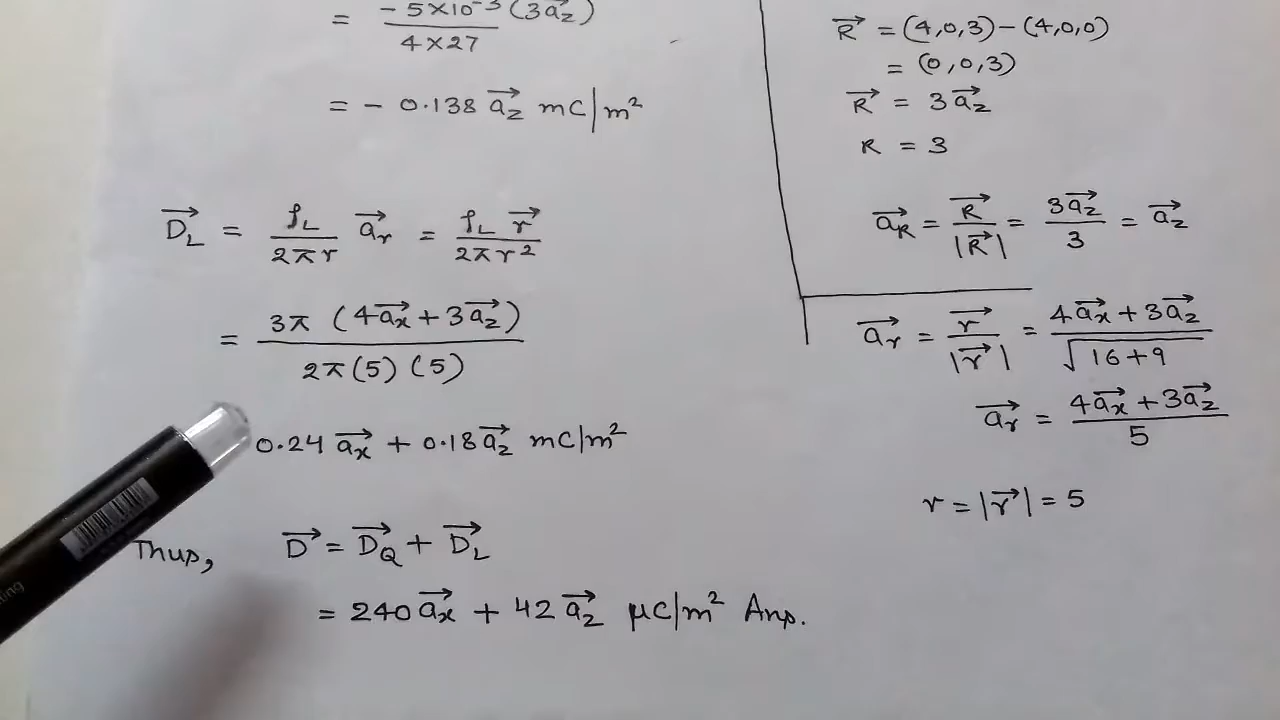 = -5×10⁻³ (3a⃗z) / 4×27
= - 0.138 a⃗z mC/m²
D⃗L = ρL / 2πr a⃗r = ρL r⃗ / 2πr²
= 3π (4a⃗x + 3a⃗z) / 2π(5)(5)
0.24 a⃗x + 0.18 a⃗z mC/m²
Thus, D⃗ = D⃗Q + D⃗L
= 240 a⃗x + 42 a⃗z μC/m² Ans.
R⃗ = (4,0,3) - (4,0,0)
= (0,0,3)
R⃗ = 3a⃗z
R = 3
a⃗R = R⃗ / |R⃗| = 3a⃗z / 3 = a⃗z
a⃗r = r⃗ / |r⃗| = 4a⃗x + 3a⃗z / √16+9
a⃗r = 4a⃗x + 3a⃗z / 5
r = |r⃗| = 5